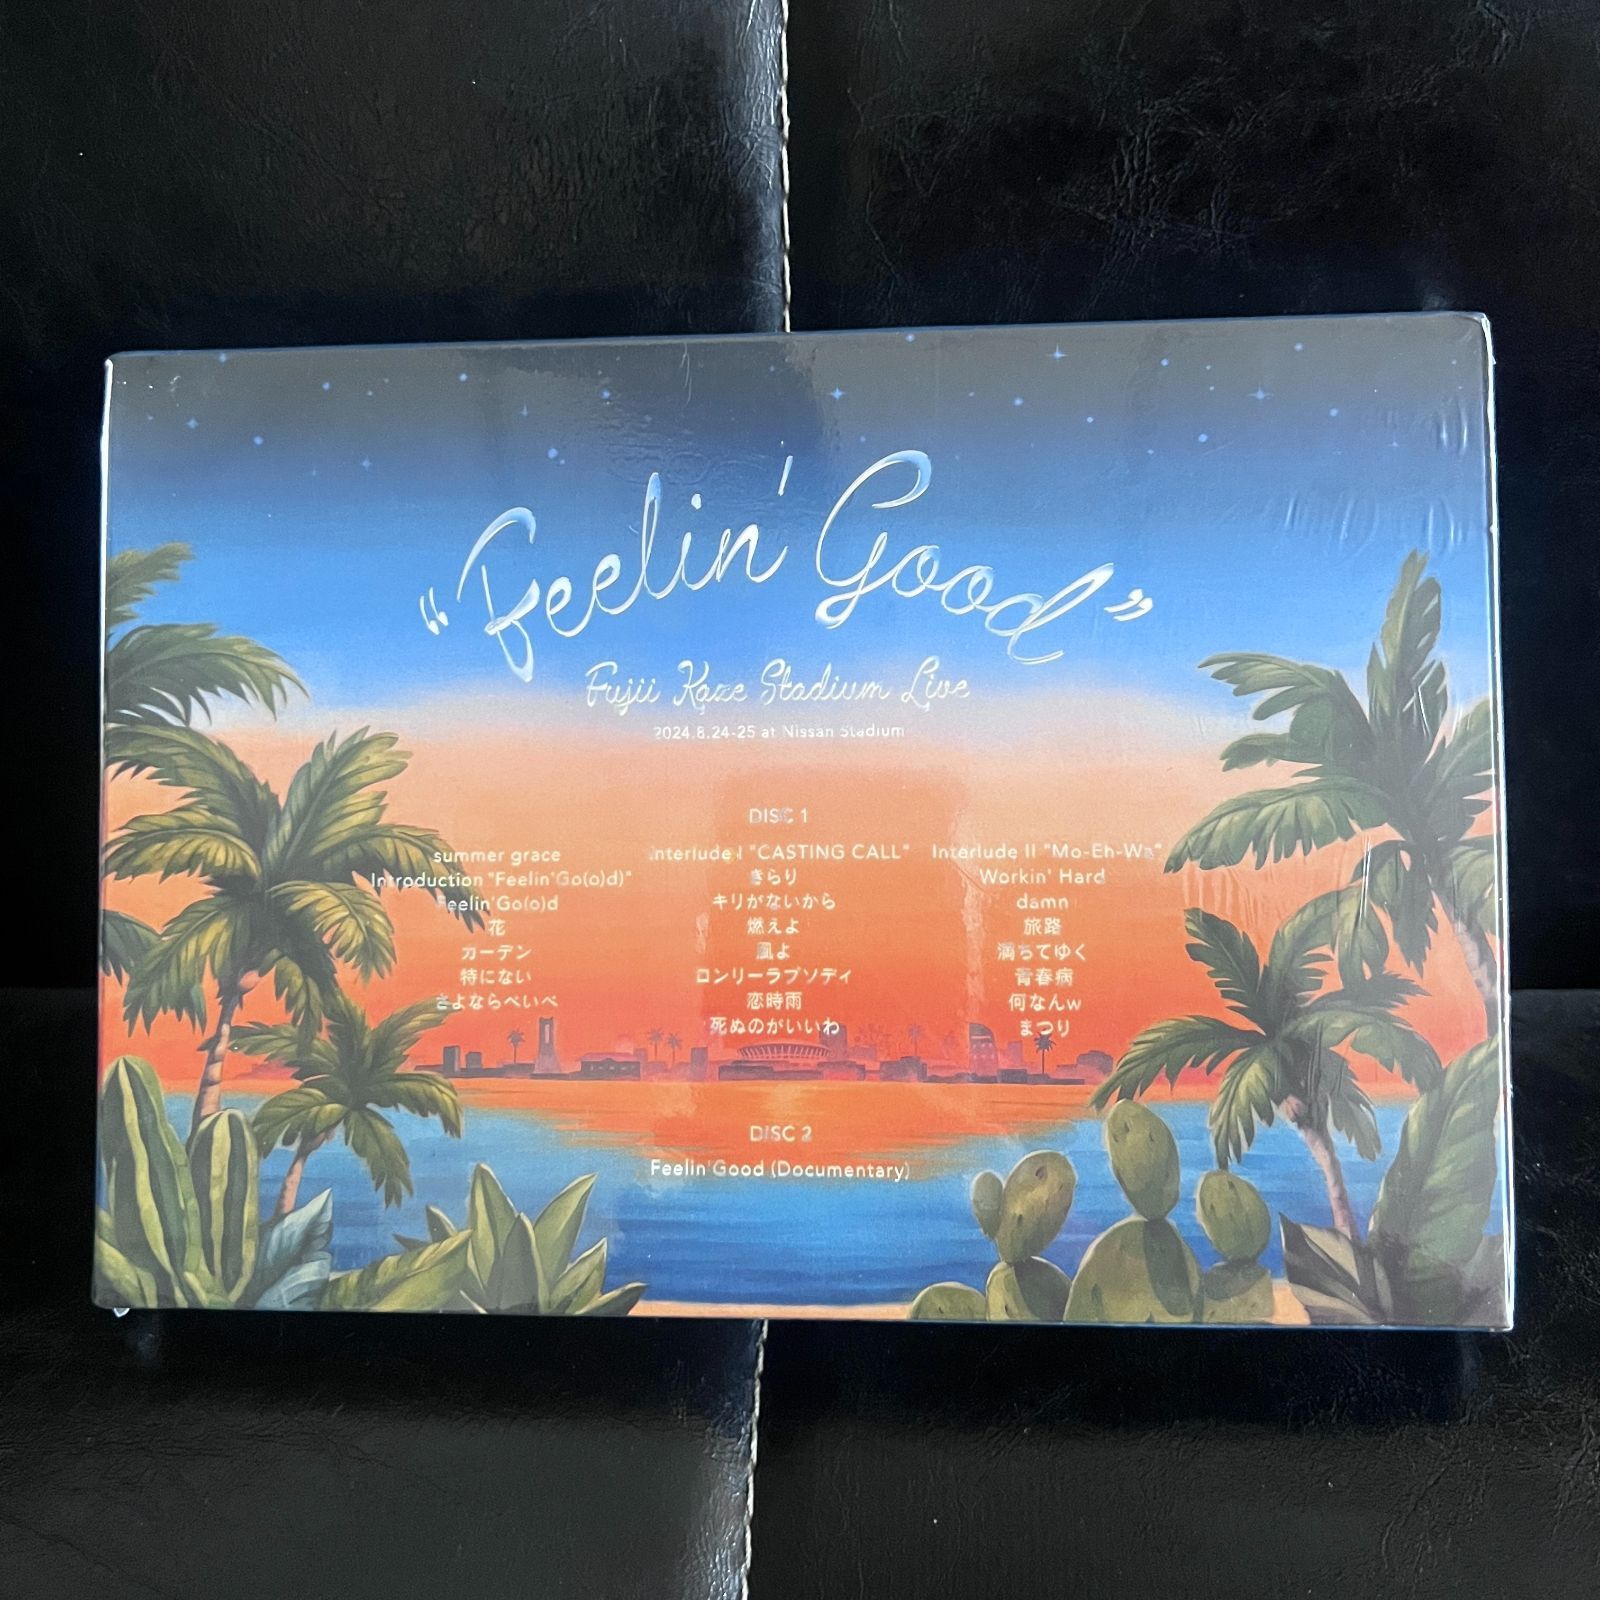 “Feelin' Good”
Fujii Kaze Stadium Live
2024.8.24-25 at Nissan Stadium
DISC 1
summer grace
Introduction "Feelin'Go(o)d)"
Feelin'Go(o)d
花
カーテン
特にない
さよならべいべ
Interlude I "CASTING CALL"
きらり
キリがないから
燃えよ
風よ
ロンリーラプソディ
恋時雨
死ぬのがいいわ
Interlude II "Mo-Eh-Wa"
Workin' Hard
damn
旅路
満ちてゆく
青春病
何なんw
まつり
DISC 2
Feelin'Good (Documentary)